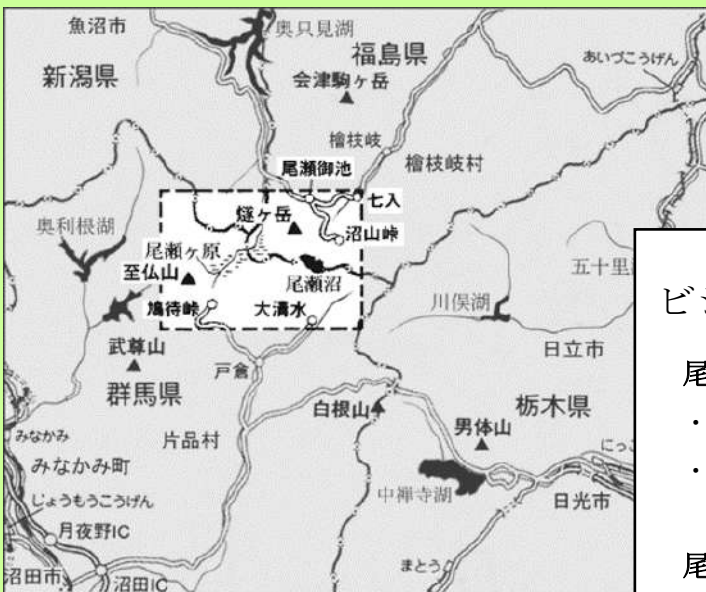 魚沼市
奥只見湖
福島県
新潟県
会津駒ヶ岳
あいづこうげん
檜枝岐
檜枝岐村
尾瀬御池
七入
燧ヶ岳
沼山峠
奥利根湖
尾瀬ヶ原
至仏山
尾瀬沼
五十里
川俣湖
鳩待峠
大清水
武尊山
戸倉
日立市
群馬県
白根山
栃木県
男体山
みなかみ
片品村
みなかみ町
中禅寺湖
日光市
じょうもうこうげん
月夜野IC
まとう
沼田市
沼田IC
にっこ
ビ
尾
・
・
尾